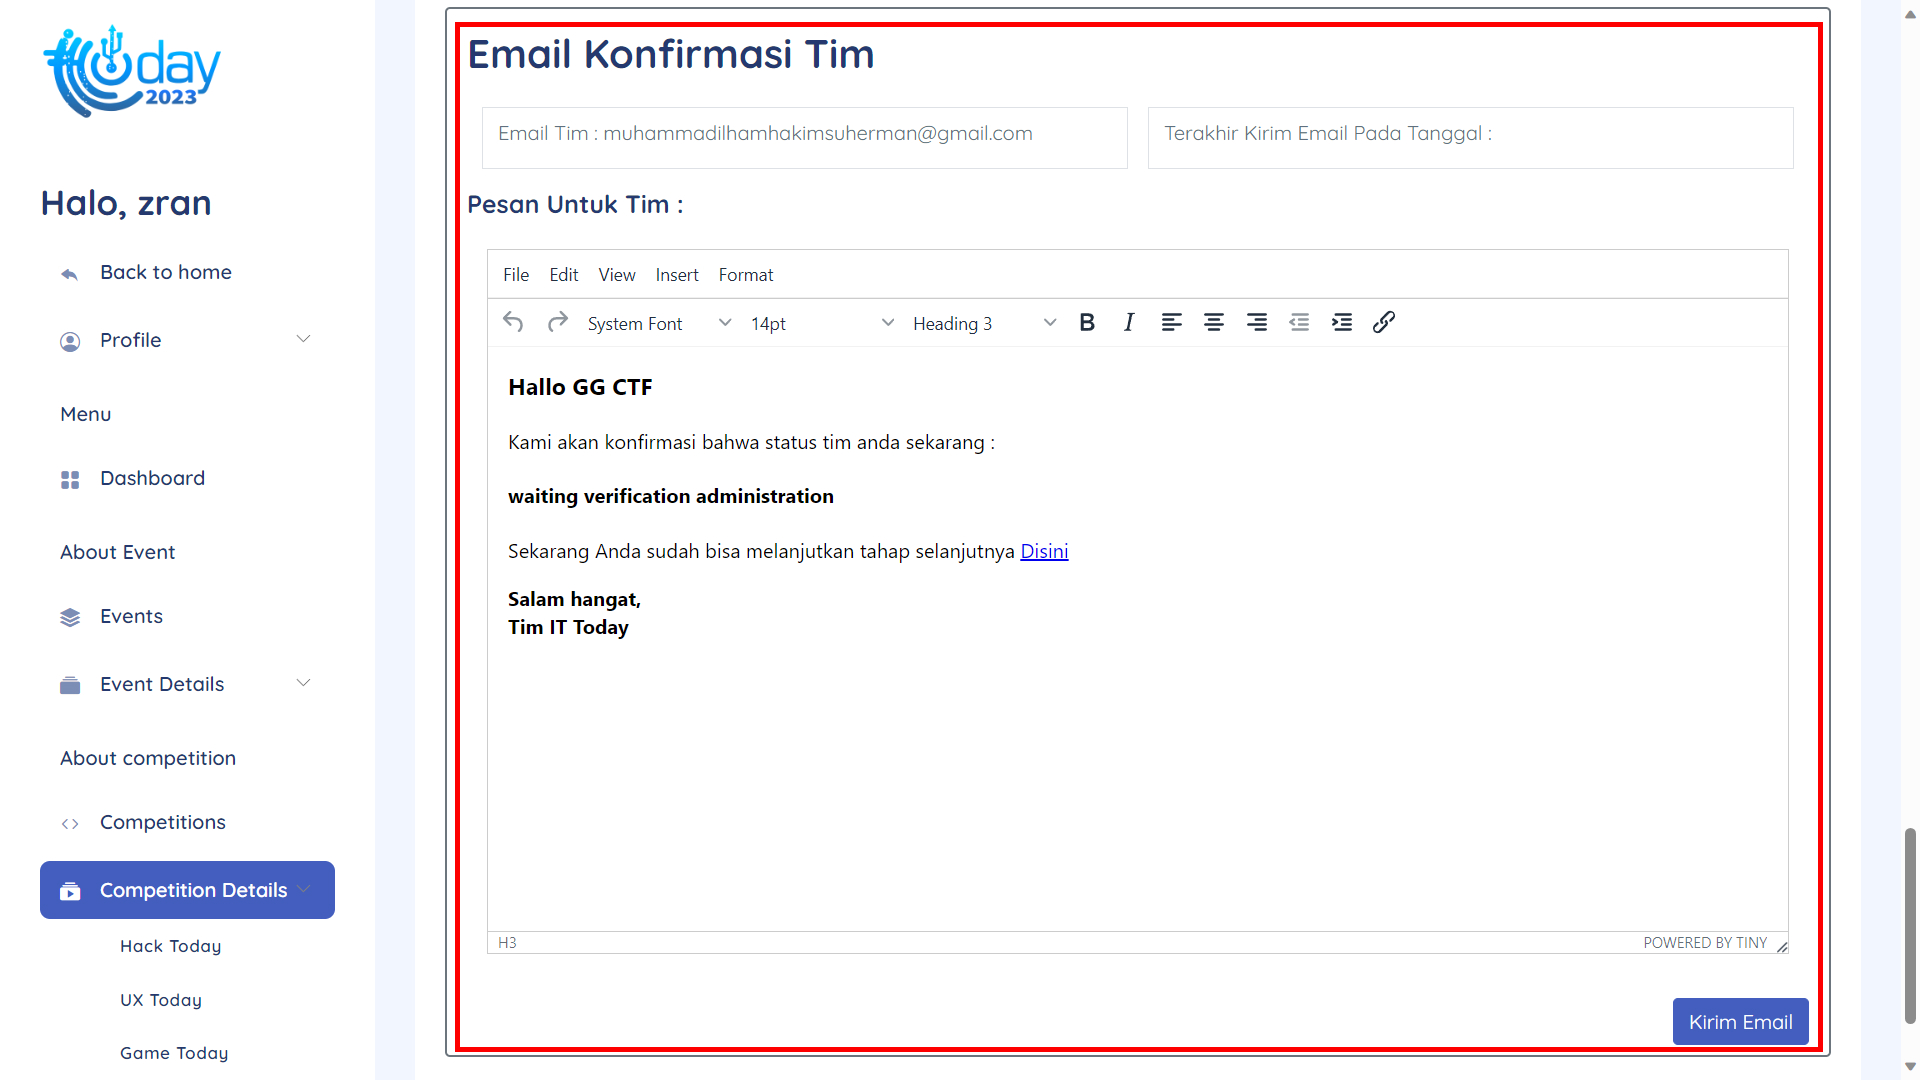 itoday
2023
Halo, zran
Back to home
Profile
Menu
Dashboard
About Event
Events
Event Details
About competition
Competitions
Competition Details
Hack Today
UX Today
Game Today
Email Konfirmasi Tim
Email Tim : muhammadilhamhakimsuherman@gmail.com
Terakhir Kirim Email Pada Tanggal :
Pesan Untuk Tim :
File Edit View Insert Format
System Font 14pt Heading 3 B I
Hallo GG CTF
Kami akan konfirmasi bahwa status tim anda sekarang :
waiting verification administration
Sekarang Anda sudah bisa melanjutkan tahap selanjutnya Disini
Salam hangat,
Tim IT Today
H3
POWERED BY TINY
Kirim Email